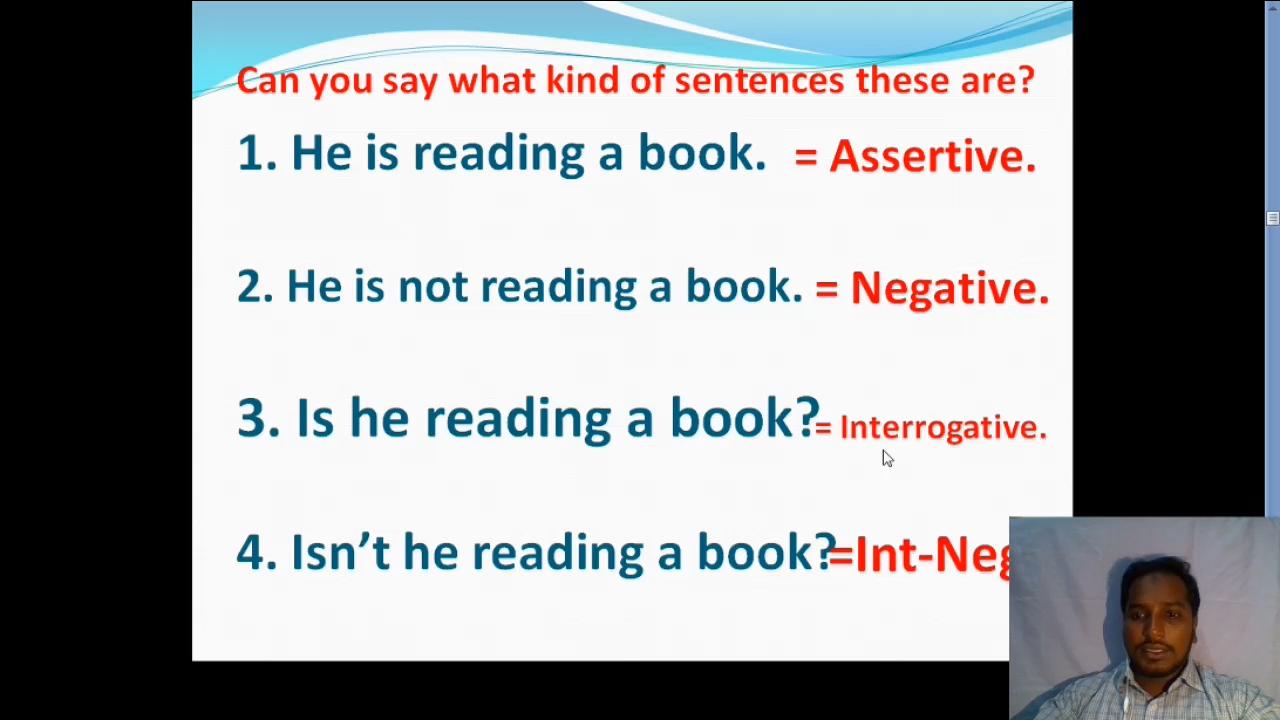 Can you say what kind of sentences these are?
1. He is reading a book. = Assertive.
2. He is not reading a book. = Negative.
3. Is he reading a book? = Interrogative.
4. Isn’t he reading a book? =Int-Neg